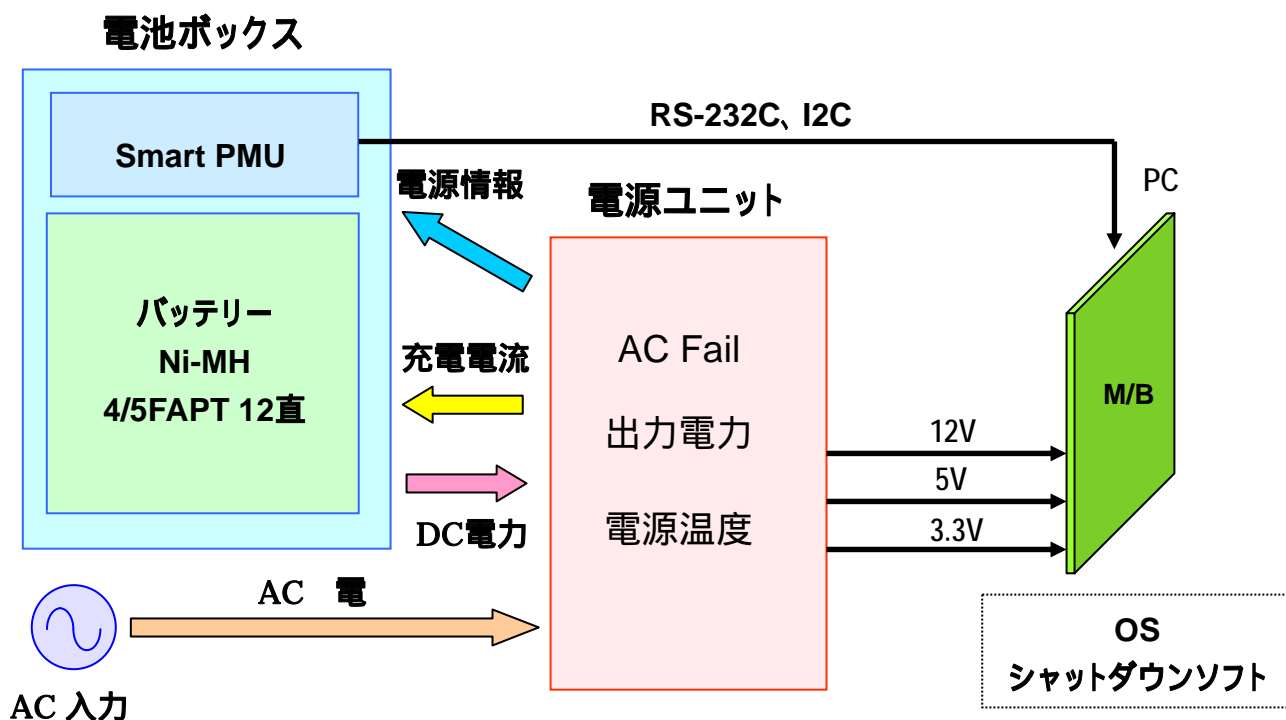 電池ボックス
Smart PMU
RS-232C、I2C
電源情報
電源ユニット
PC
バッテリー
Ni-MH
4/5FAPT 12直
充電電流
DC電力
AC Fail
出力電力
電源温度
12V
5V
3.3V
M/B
AC 電
AC 入力
OS
シャットダウンソフト